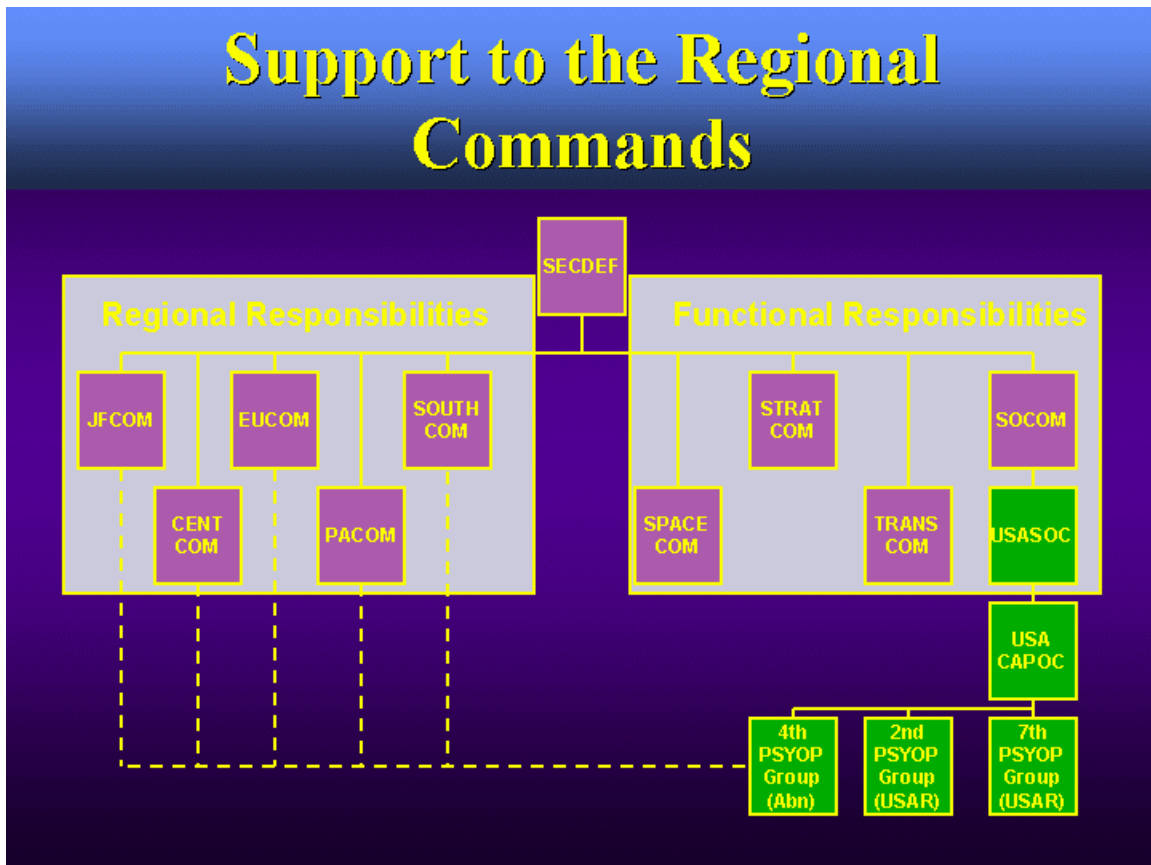 Support to the Regional
Commands
SECDEF
Regional Responsibilities
Functional Responsibilities
JFCOM
EUCOM
SOUTH
COM
STRAT
COM
SOCOM
CENT
COM
PACOM
SPACE
COM
TRANS
COM
USASOC
USA
CAPOC
4th
PSYOP
Group
(Abn)
2nd
PSYOP
Group
(USAR)
7th
PSYOP
Group
(USAR)